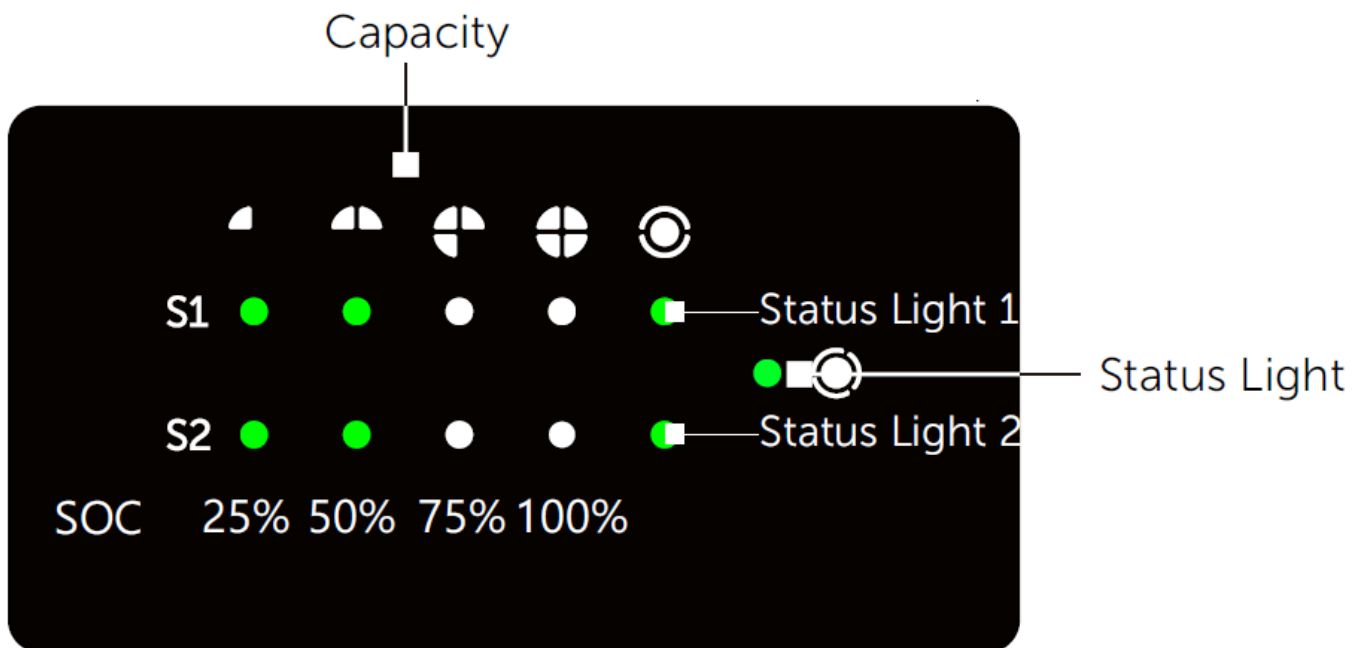 Capacity
S1
Status Light 1
Status Light
S2
Status Light 2
SOC 25% 50% 75% 100%